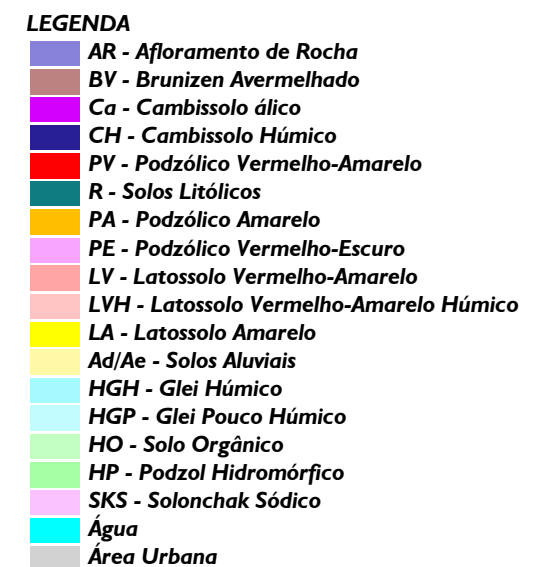 LEGENDA
AR - Afloramento de Rocha
BV - Brunizen Avermelhado
Ca - Cambissolo álico
CH - Cambissolo Húmico
PV - Podzólico Vermelho-Amarelo
R - Solos Litólicos
PA - Podzólico Amarelo
PE - Podzólico Vermelho-Escuro
LV - Latossolo Vermelho-Amarelo
LVH - Latossolo Vermelho-Amarelo Húmico
LA - Latossolo Amarelo
Ad/Ae - Solos Aluviais
HGH - Glei Húmico
HGP - Glei Pouco Húmico
HO - Solo Orgânico
HP - Podzol Hidromórfico
SKS - Solonchak Sódico
Água
Área Urbana